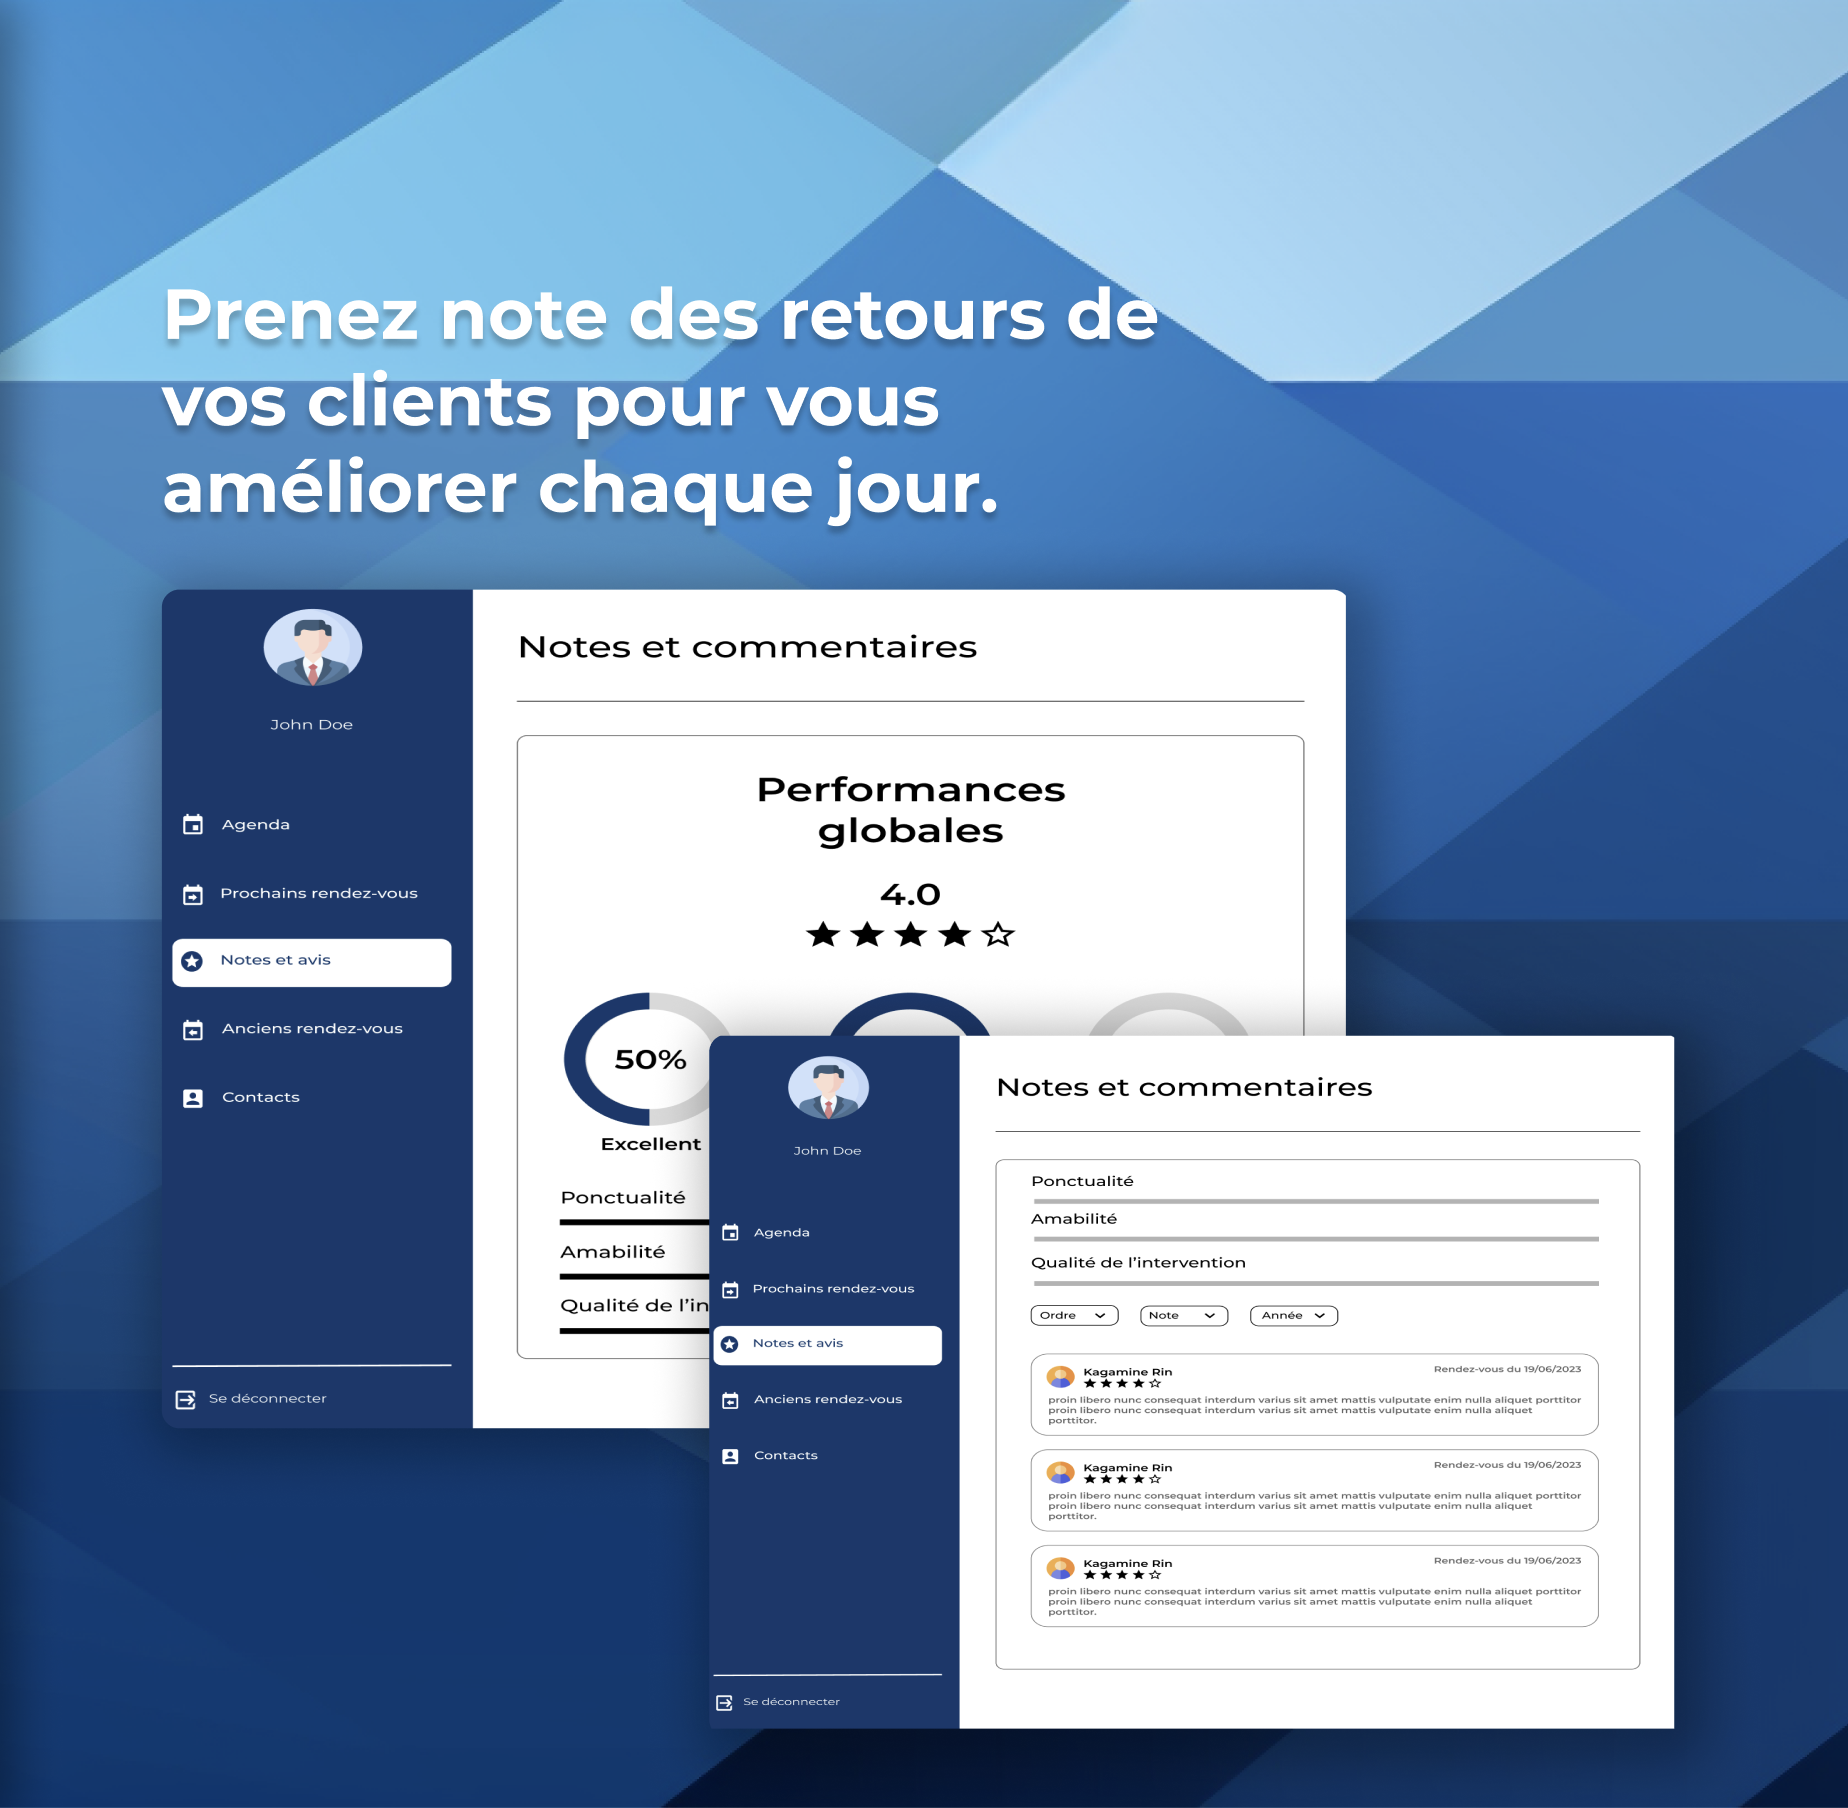 Prenez note des retours de
vos clients pour vous
améliorer chaque jour.
John Doe
Agenda
Prochains rendez-vous
Notes et avis
Anciens rendez-vous
Contacts
Se déconnecter
Notes et commentaires
Performances
globales
4.0
50%
Excellent
Ponctualité
Amabilité
Qualité de l'in
John Doe
Agenda
Prochains rendez-vous
Notes et avis
Anciens rendez-vous
Contacts
Se déconnecter
Notes et commentaires
Ponctualité
Amabilité
Qualité de l'intervention
Ordre Note Année
Kagamine Rin Rendez-vous du 19/06/2023
proin libero nunc consequat interdum varius sit amet mattis vulputate enim nulla aliquet porttitor
proin libero nunc consequat interdum varius sit amet mattis vulputate enim nulla aliquet
porttitor.
Kagamine Rin Rendez-vous du 19/06/2023
proin libero nunc consequat interdum varius sit amet mattis vulputate enim nulla aliquet porttitor
proin libero nunc consequat interdum varius sit amet mattis vulputate enim nulla aliquet
porttitor.
Kagamine Rin Rendez-vous du 19/06/2023
proin libero nunc consequat interdum varius sit amet mattis vulputate enim nulla aliquet porttitor
proin libero nunc consequat interdum varius sit amet mattis vulputate enim nulla aliquet
porttitor.